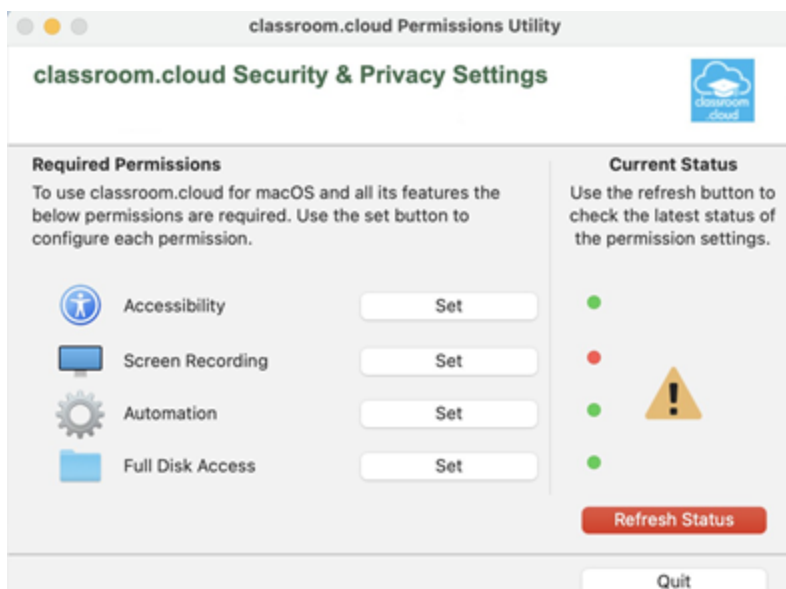 classroom.cloud Permissions Utility
classroom.cloud Security & Privacy Settings
classroom
.cloud
Required Permissions
To use classroom.cloud for macOS and all its features the
below permissions are required. Use the set button to
configure each permission.
Current Status
Use the refresh button to
check the latest status of
the permission settings.
Accessibility Set
Screen Recording Set
Automation Set
Full Disk Access Set
Refresh Status
Quit